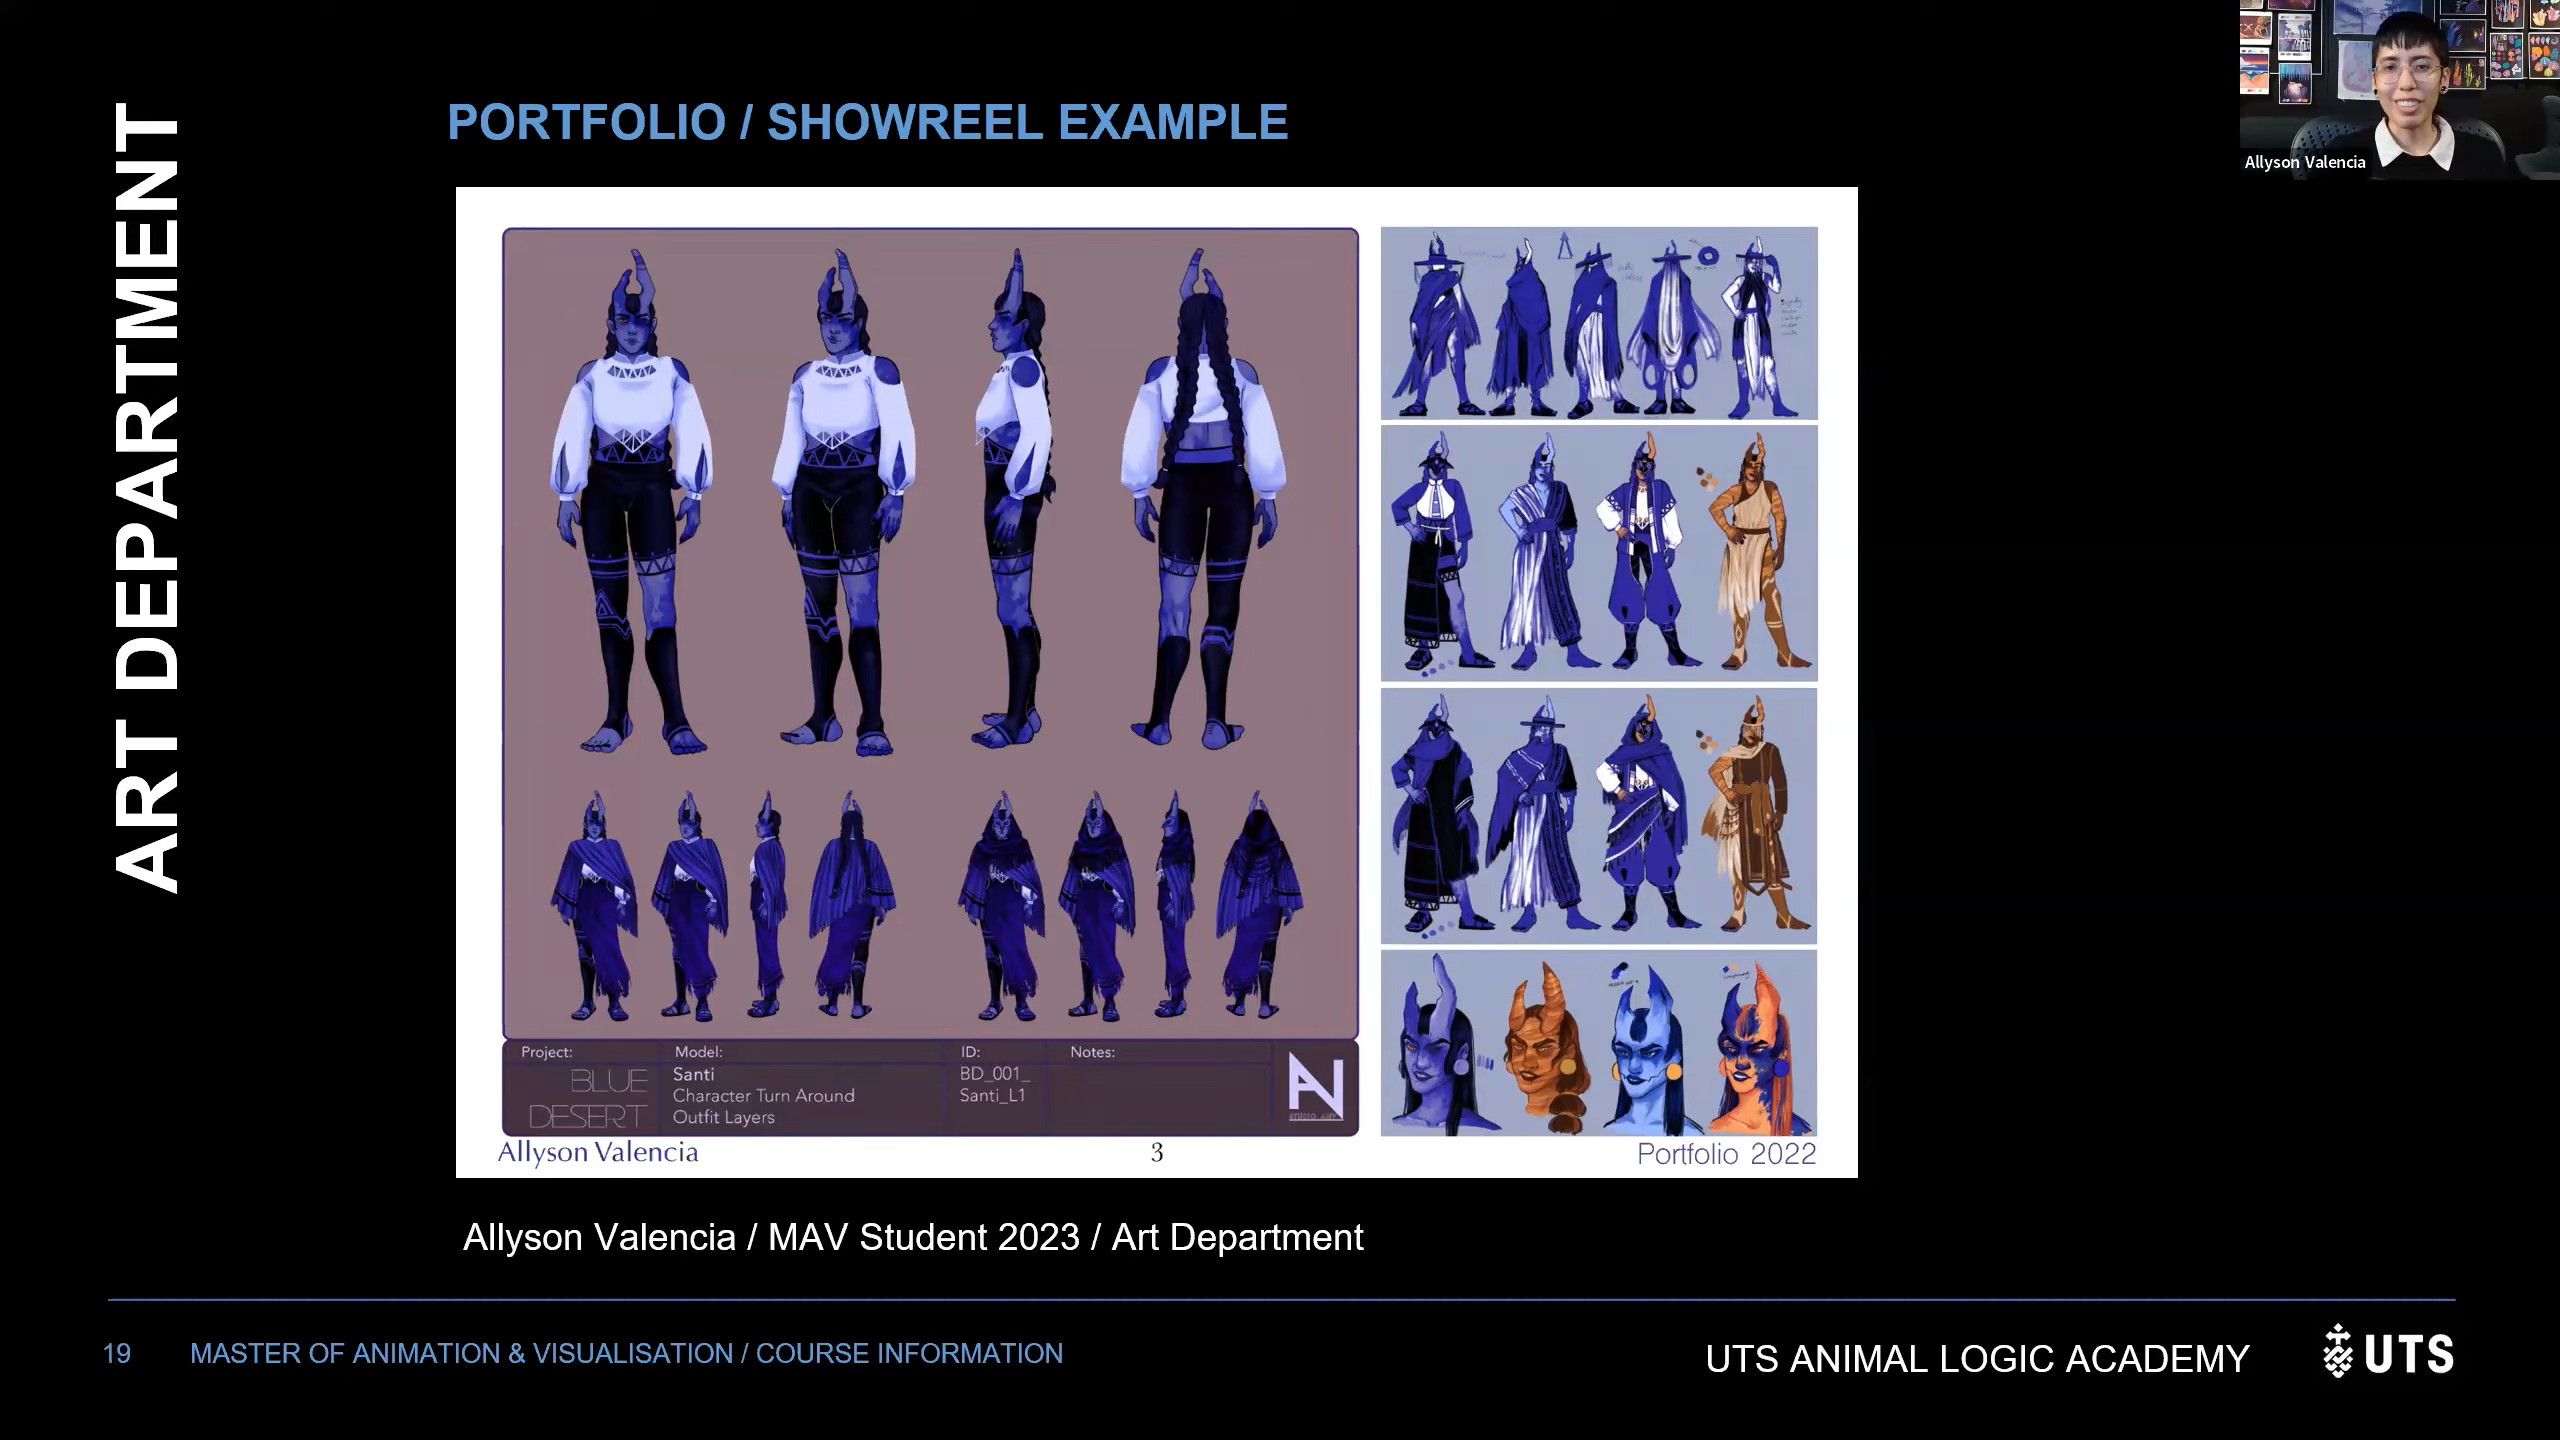 PORTFOLIO / SHOWREEL EXAMPLE
Allyson Valencia
ART DEPARTMENT
Project:
BLUE
DESERT
Model:
Santi
Character Turn Around
Outfit Layers
ID:
BD_001_
Santi_L1
Notes:
Allyson Valencia
3
Portfolio 2022
Allyson Valencia / MAV Student 2023 / Art Department
19
MASTER OF ANIMATION & VISUALISATION / COURSE INFORMATION
UTS ANIMAL LOGIC ACADEMY
UTS